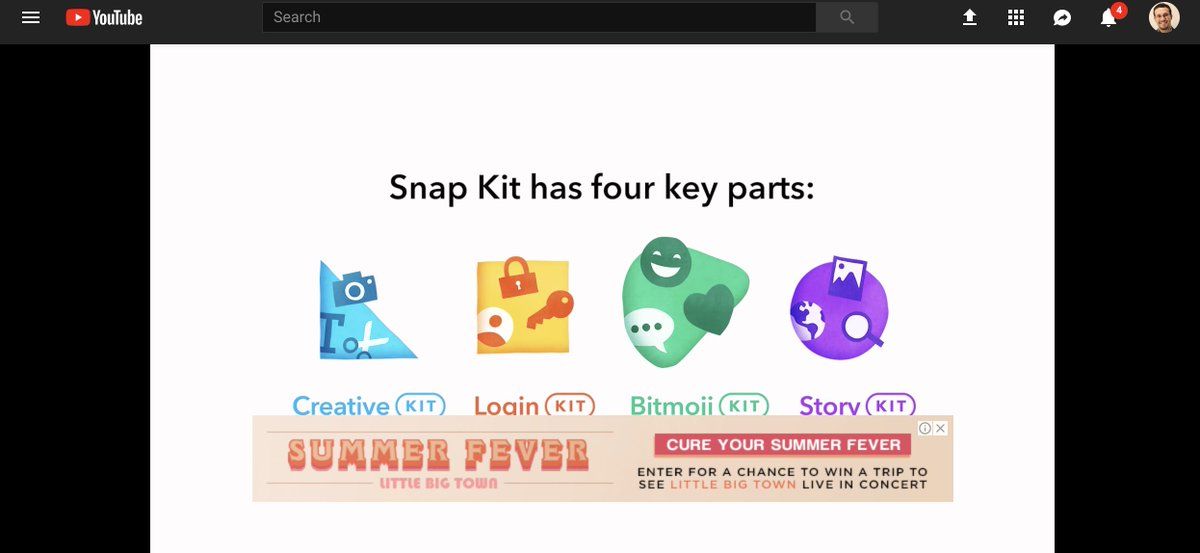 YouTube
Search
4
Snap Kit has four key parts:
Creative KIT
Login KIT
Bitmoji KIT
Story KIT
SUMMER FEVER
LITTLE BIG TOWN
CURE YOUR SUMMER FEVER
ENTER FOR A CHANCE TO WIN A TRIP TO
SEE LITTLE BIG TOWN LIVE IN CONCERT